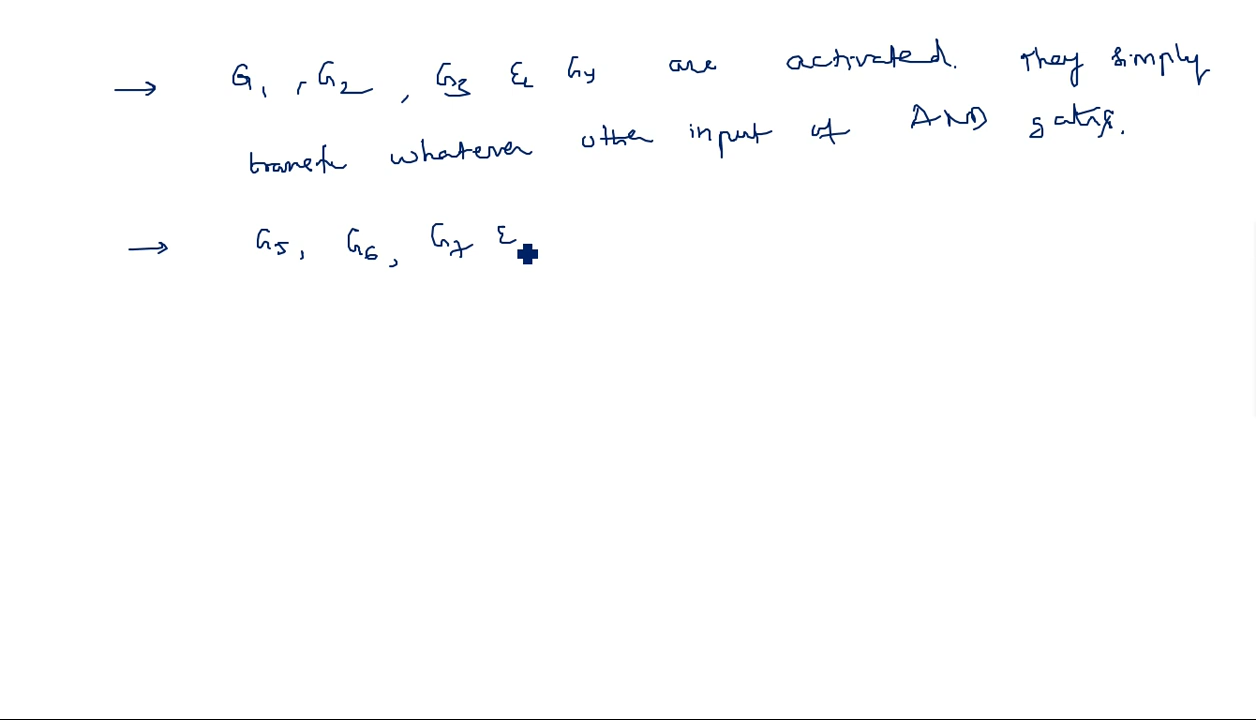 → G1, G2, G3 & G4 are activated. They simply
transfer whatever other input of AND gates.
→ G5, G6, G7 &